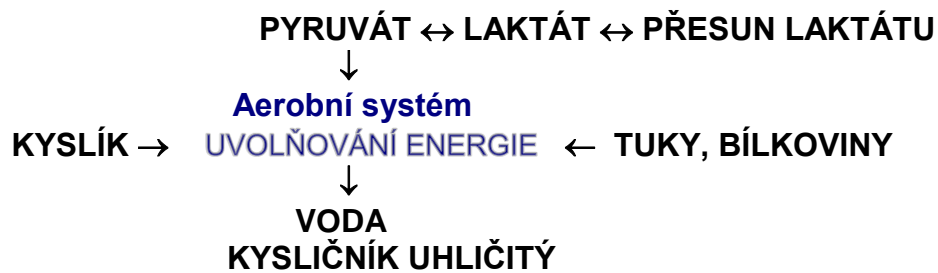 PYRUVÁT ↔ LAKTÁT ↔ PŘESUN LAKTÁTU
↓
Aerobní systém
KYSLÍK → UVOLŇOVÁNÍ ENERGIE ← TUKY, BÍLKOVINY
↓
VODA
KYSLIČNÍK UHLIČITÝ